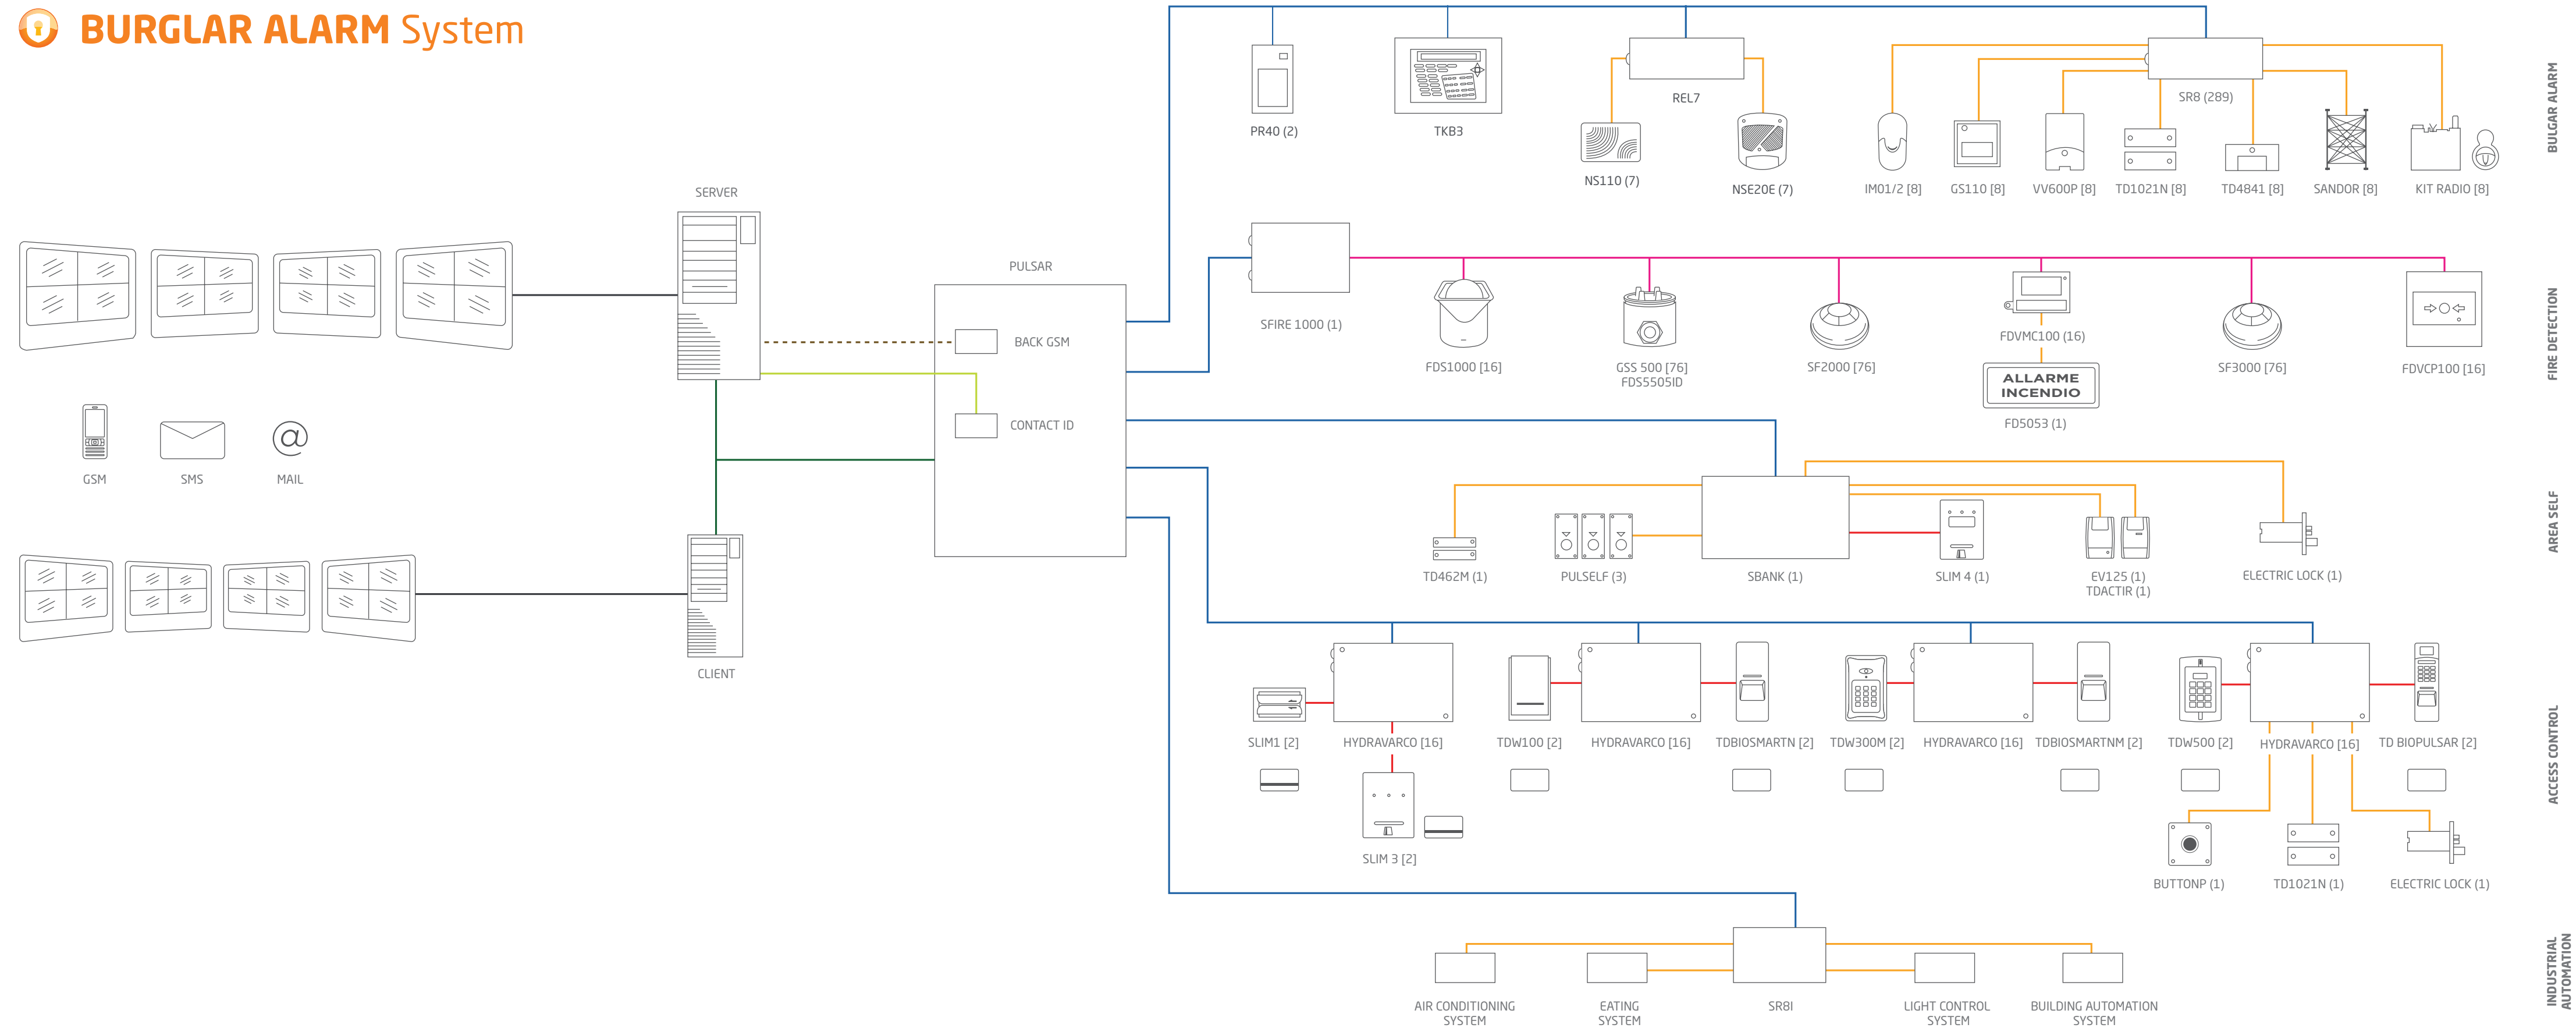 BURGLAR ALARM System
PR40 (2)
TKB3
REL7
NS110 (7)
NSE20E (7)
SR8 (289)
IM01/2 [8]
GS110 [8]
VV600P [8]
TD1021N [8]
TD4841 [8]
SANDOR [8]
KIT RADIO [8]
BULGAR ALARM
SERVER
PULSAR
BACK GSM
CONTACT ID
GSM
SMS
MAIL
CLIENT
SFIRE 1000 (1)
FDS1000 [16]
GSS 500 [76]
FDS5505ID
SF2000 [76]
FDVMC100 (16)
ALLARME
INCENDIO
FD5053 (1)
SF3000 [76]
FDVCP100 [16]
FIRE DETECTION
TD462M (1)
PULSELF (3)
SBANK (1)
SLIM 4 (1)
EV125 (1)
TDACTIR (1)
ELECTRIC LOCK (1)
AREA SELF
SLIM1 [2]
HYDRAVARCO [16]
TDW100 [2]
HYDRAVARCO [16]
TDBIOSMARTN [2]
TDW300M [2]
HYDRAVARCO [16]
TDBIOSMARTNM [2]
TDW500 [2]
HYDRAVARCO [16]
TD BIOPULSAR [2]
SLIM 3 [2]
BUTTONP (1)
TD1021N (1)
ELECTRIC LOCK (1)
ACCESS CONTROL
AIR CONDITIONING
SYSTEM
EATING
SYSTEM
SR8I
LIGHT CONTROL
SYSTEM
BUILDING AUTOMATION
SYSTEM
INDUSTRIAL
AUTOMATION